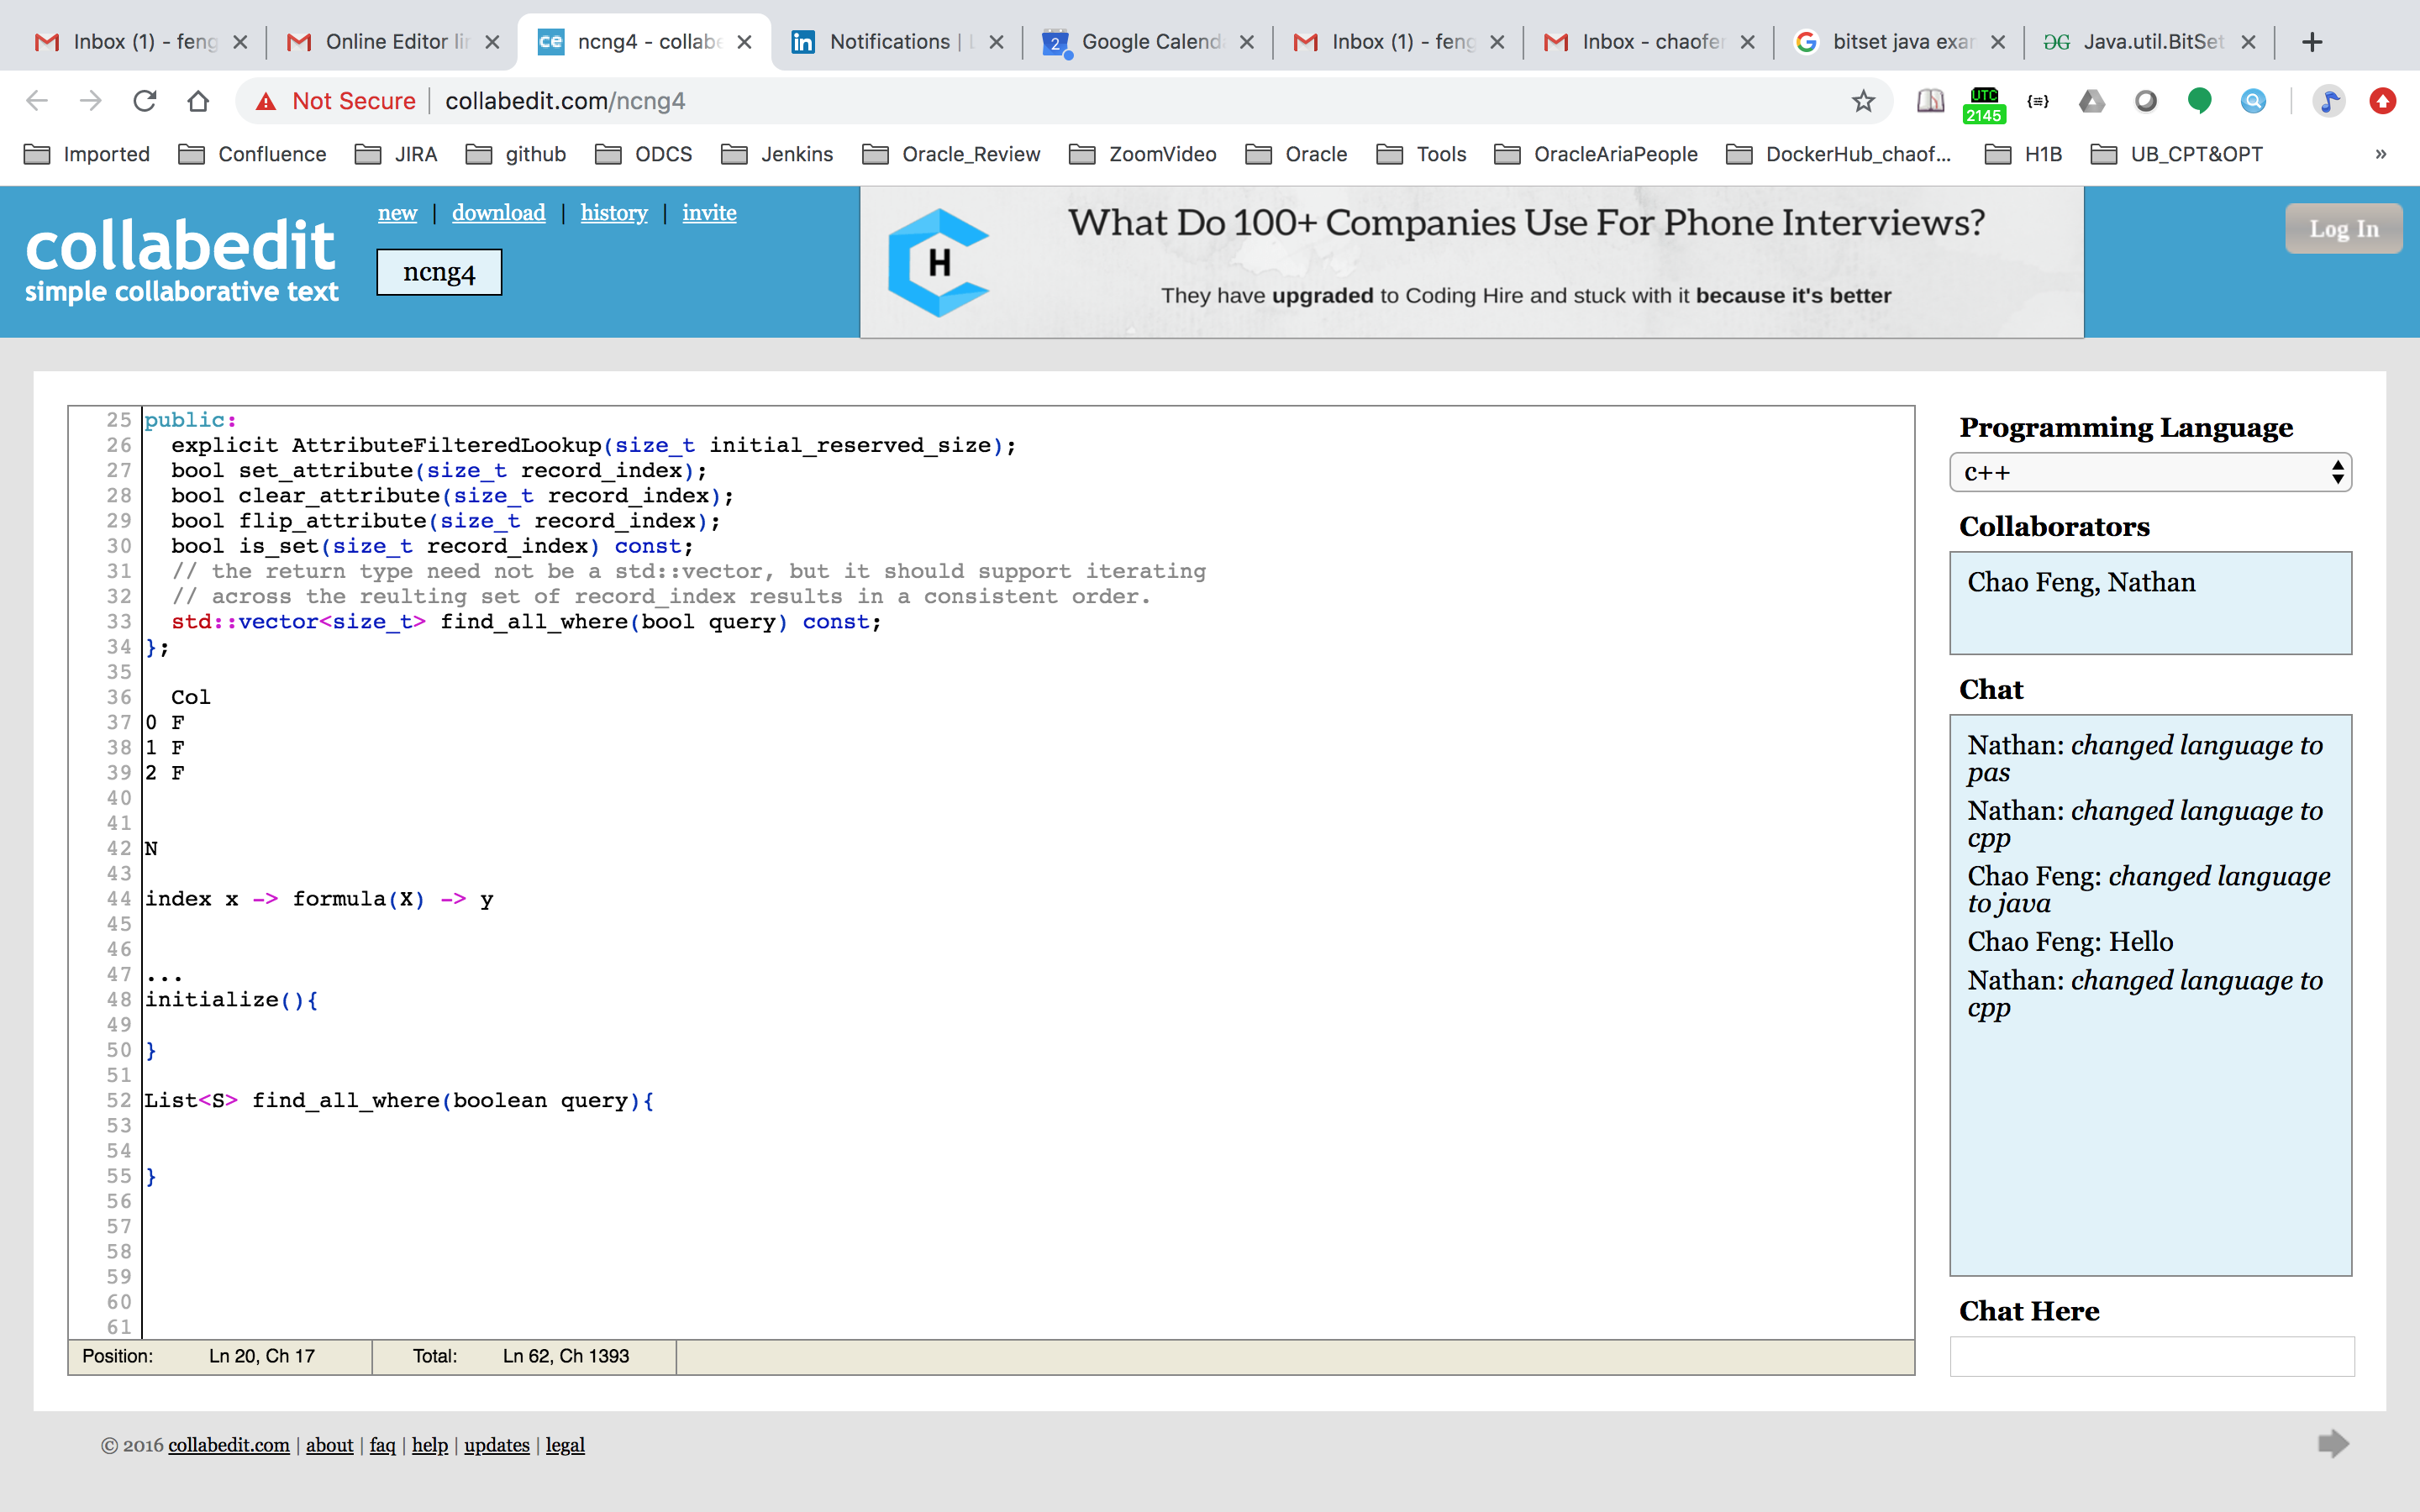 Inbox (1) - feng
Online Editor lin
ncng4 - collabe
Notifications | L
Google Calend
Inbox (1) - feng
Inbox - chaofen
bitset java exam
Java.util.BitSet
Not Secure
collabedit.com/ncng4
UTC
2145
Imported
Confluence
JIRA
github
ODCS
Jenkins
Oracle_Review
ZoomVideo
Oracle
Tools
OracleAriaPeople
DockerHub_chaof...
H1B
UB_CPT&OPT
»
collabedit
simple collaborative text
new | download | history | invite
ncng4
H
What Do 100+ Companies Use For Phone Interviews?
They have upgraded to Coding Hire and stuck with it because it's better
Log In
25 public:
26   explicit AttributeFilteredLookup(size_t initial_reserved_size);
27   bool set_attribute(size_t record_index);
28   bool clear_attribute(size_t record_index);
29   bool flip_attribute(size_t record_index);
30   bool is_set(size_t record_index) const;
31   // the return type need not be a std::vector, but it should support iterating
32   // across the reulting set of record_index results in a consistent order.
33   std::vector<size_t> find_all_where(bool query) const;
34 };
35
36   Col
37 0 F
38 1 F
39 2 F
40
41
42 N
43
44 index x -> formula(X) -> y
45
46
47 ...
48 initialize(){
49
50 }
51
52 List<S> find_all_where(boolean query){
53
54
55 }
56
57
58
59
60
61
Position: Ln 20, Ch 17 Total: Ln 62, Ch 1393
Programming Language
c++
Collaborators
Chao Feng, Nathan
Chat
Nathan: changed language to
pas
Nathan: changed language to
cpp
Chao Feng: changed language
to java
Chao Feng: Hello
Nathan: changed language to
cpp
Chat Here
© 2016 collabedit.com | about | faq | help | updates | legal